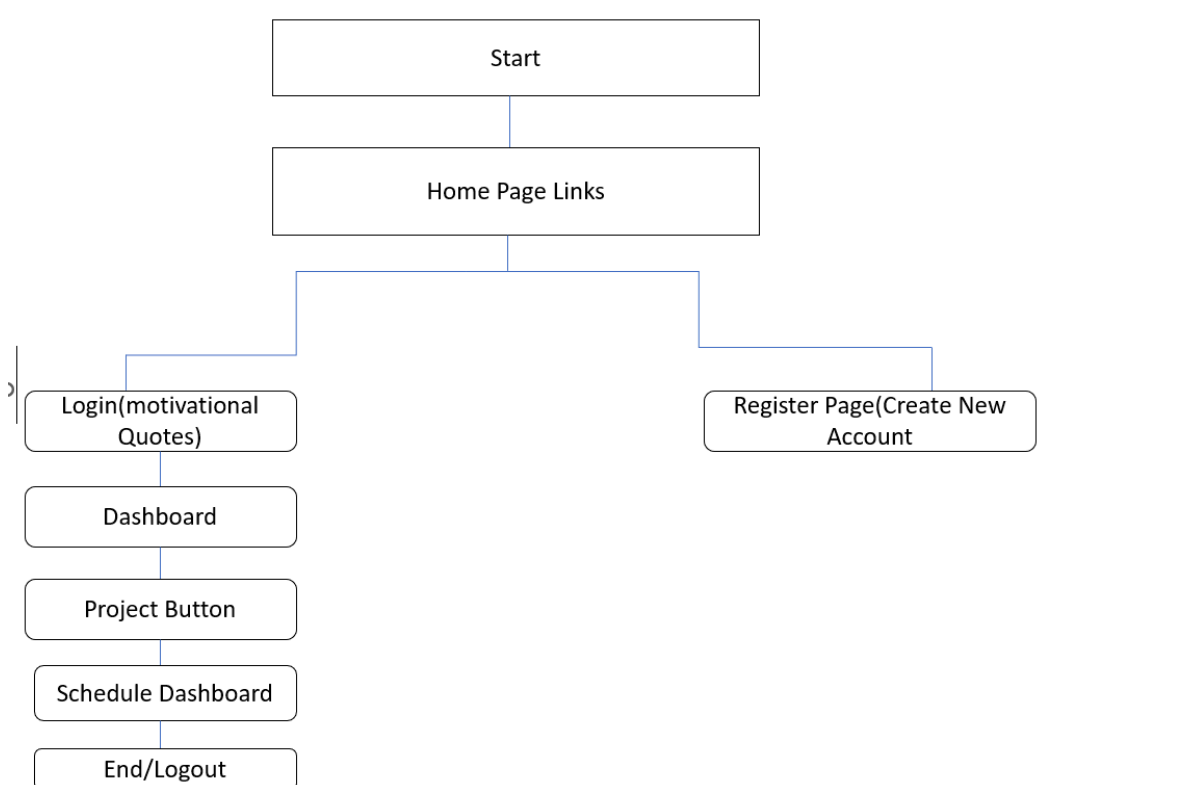 Start
Home Page Links
Login(motivational
Quotes)
Register Page(Create New
Account
Dashboard
Project Button
Schedule Dashboard
End/Logout